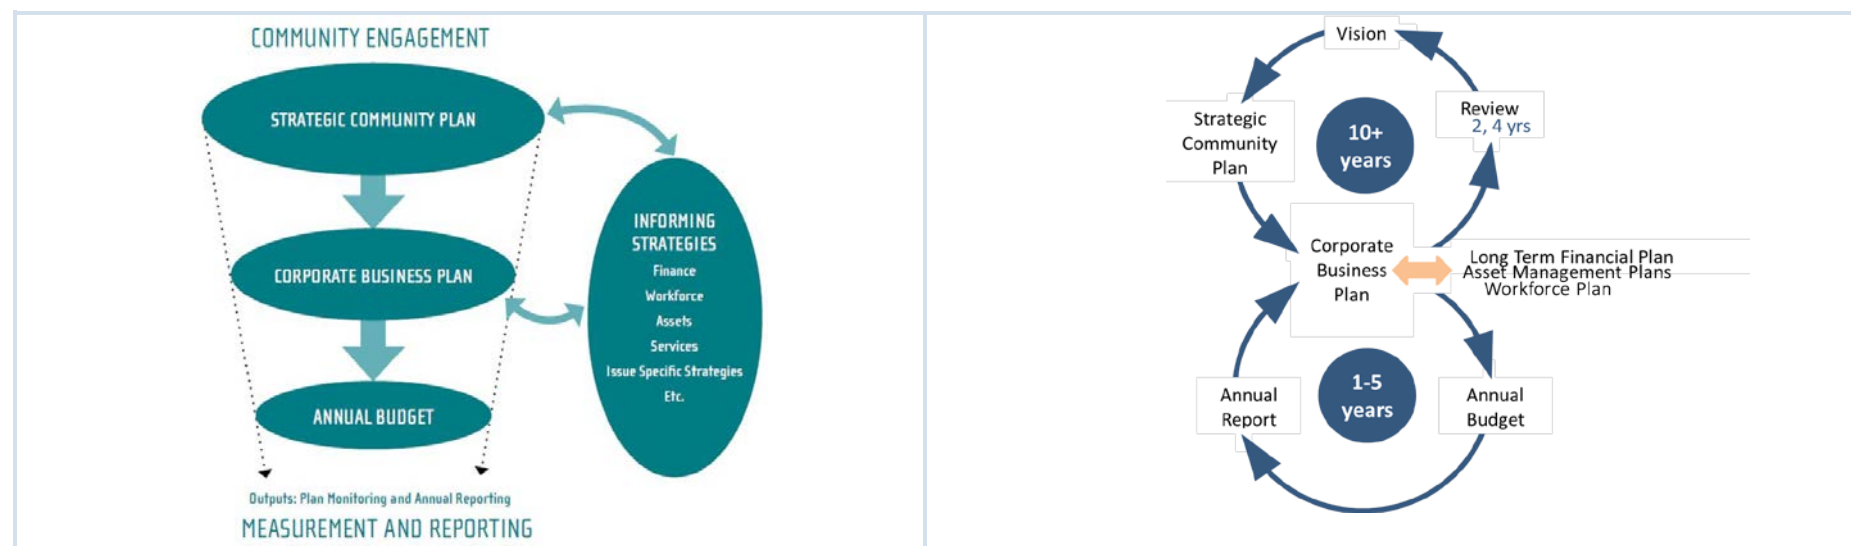 COMMUNITY ENGAGEMENT
STRATEGIC COMMUNITY PLAN
CORPORATE BUSINESS PLAN
ANNUAL BUDGET
INFORMING
STRATEGIES
Finance
Workforce
Assets
Services
Issue Specific Strategies
Etc.
Outputs: Plan Monitoring and Annual Reporting
MEASUREMENT AND REPORTING
Vision
Strategic
Community
Plan
10+
years
Review
2, 4 yrs
Corporate
Business
Plan
Long Term Financial Plan
Asset Management Plans
Workforce Plan
Annual
Report
1-5
years
Annual
Budget